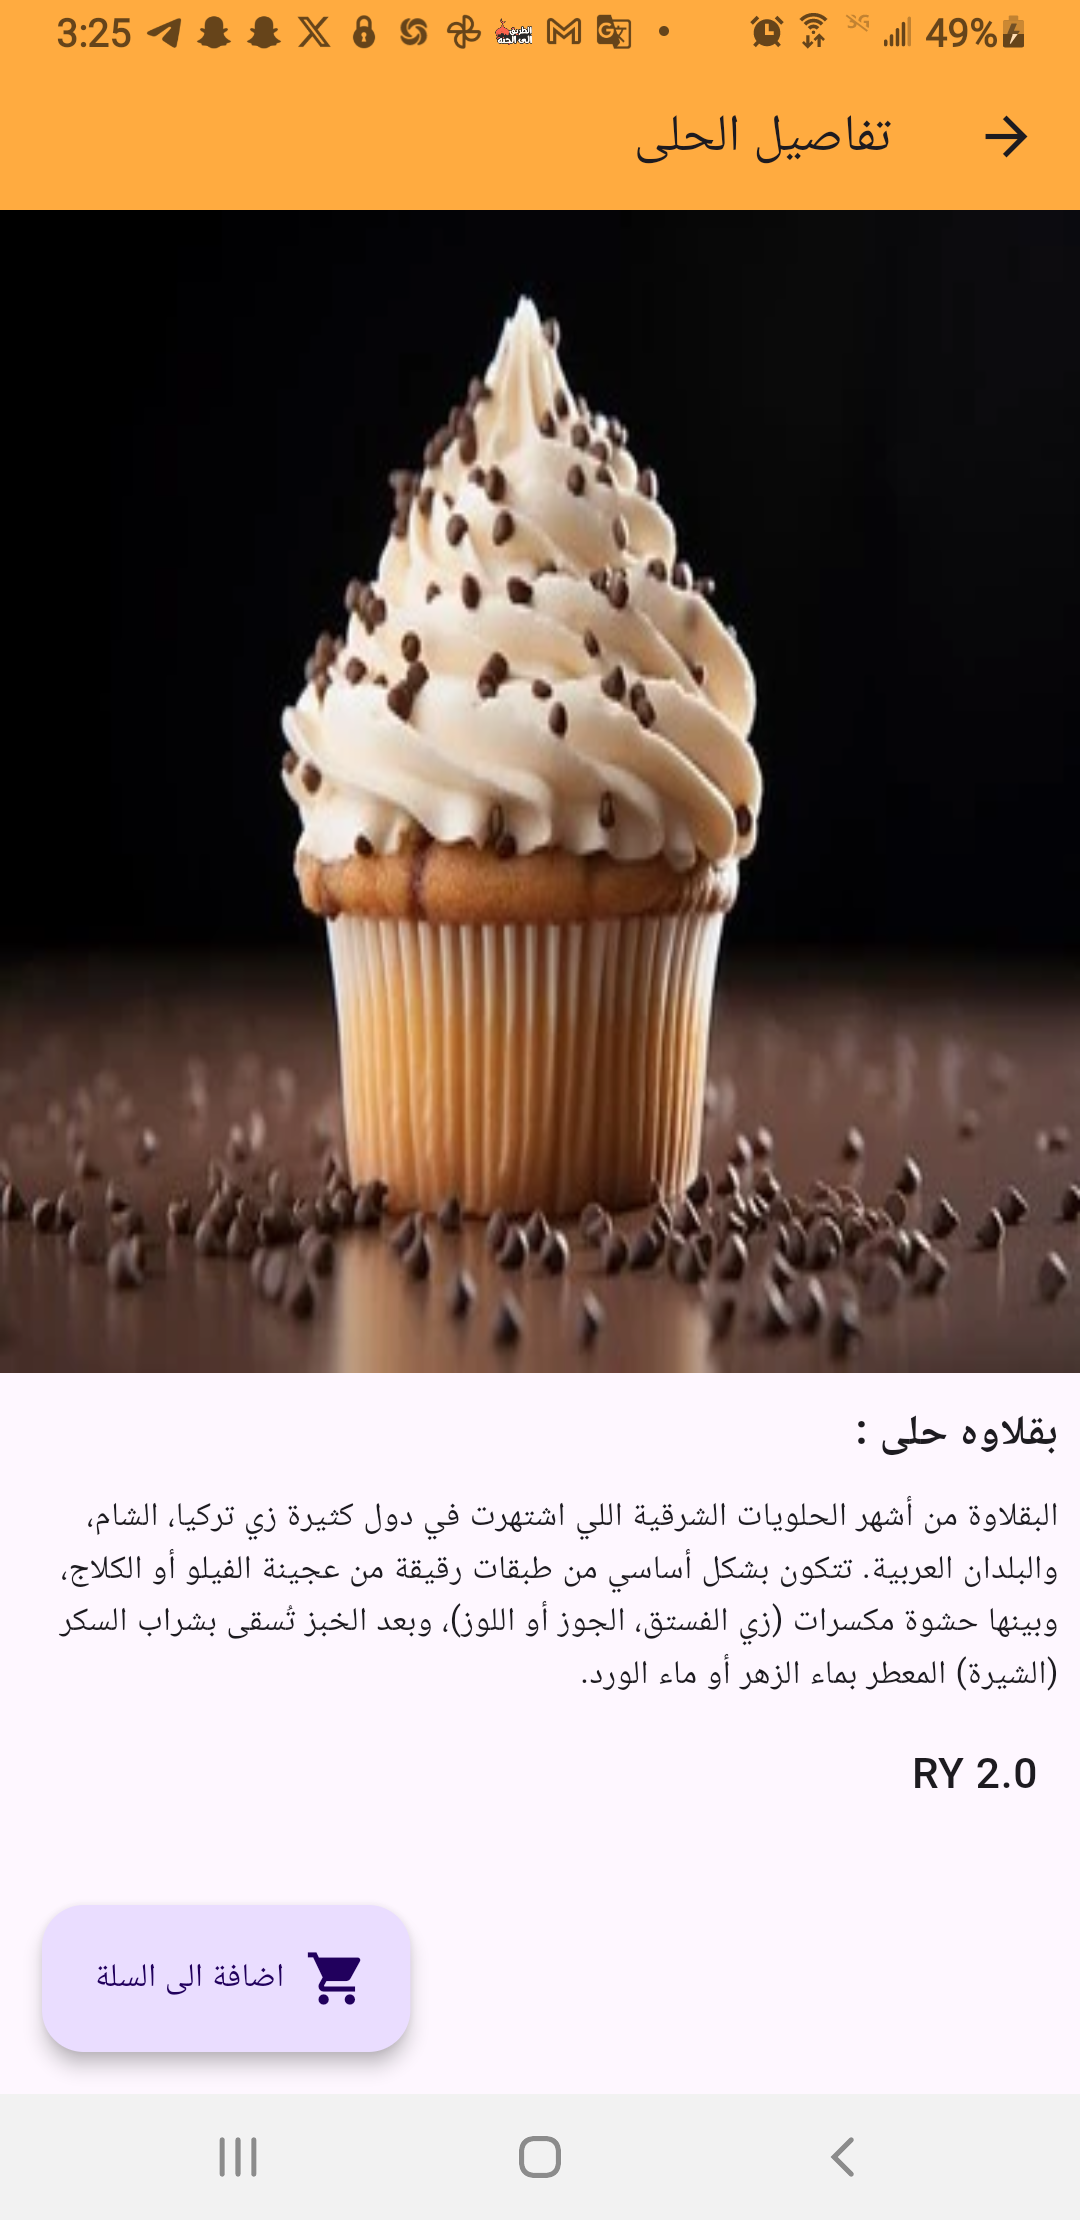 3:25
3G
49%
تفاصيل الحلى
بقلاوه حلى :
البقلاوة من أشهر الحلويات الشرقية اللي اشتهرت في دول كثيرة زي تركيا، الشام،
والبلدان العربية. تتكون بشكل أساسي من طبقات رقيقة من عجينة الفيلو أو الكلاج،
وبينها حشوة مكسرات (زي الفستق، الجوز أو اللوز)، وبعد الخبز تُسقى بشراب السكر
(الشيرة) المعطر بماء الزهر أو ماء الورد.
RY 2.0
اضافة الى السلة